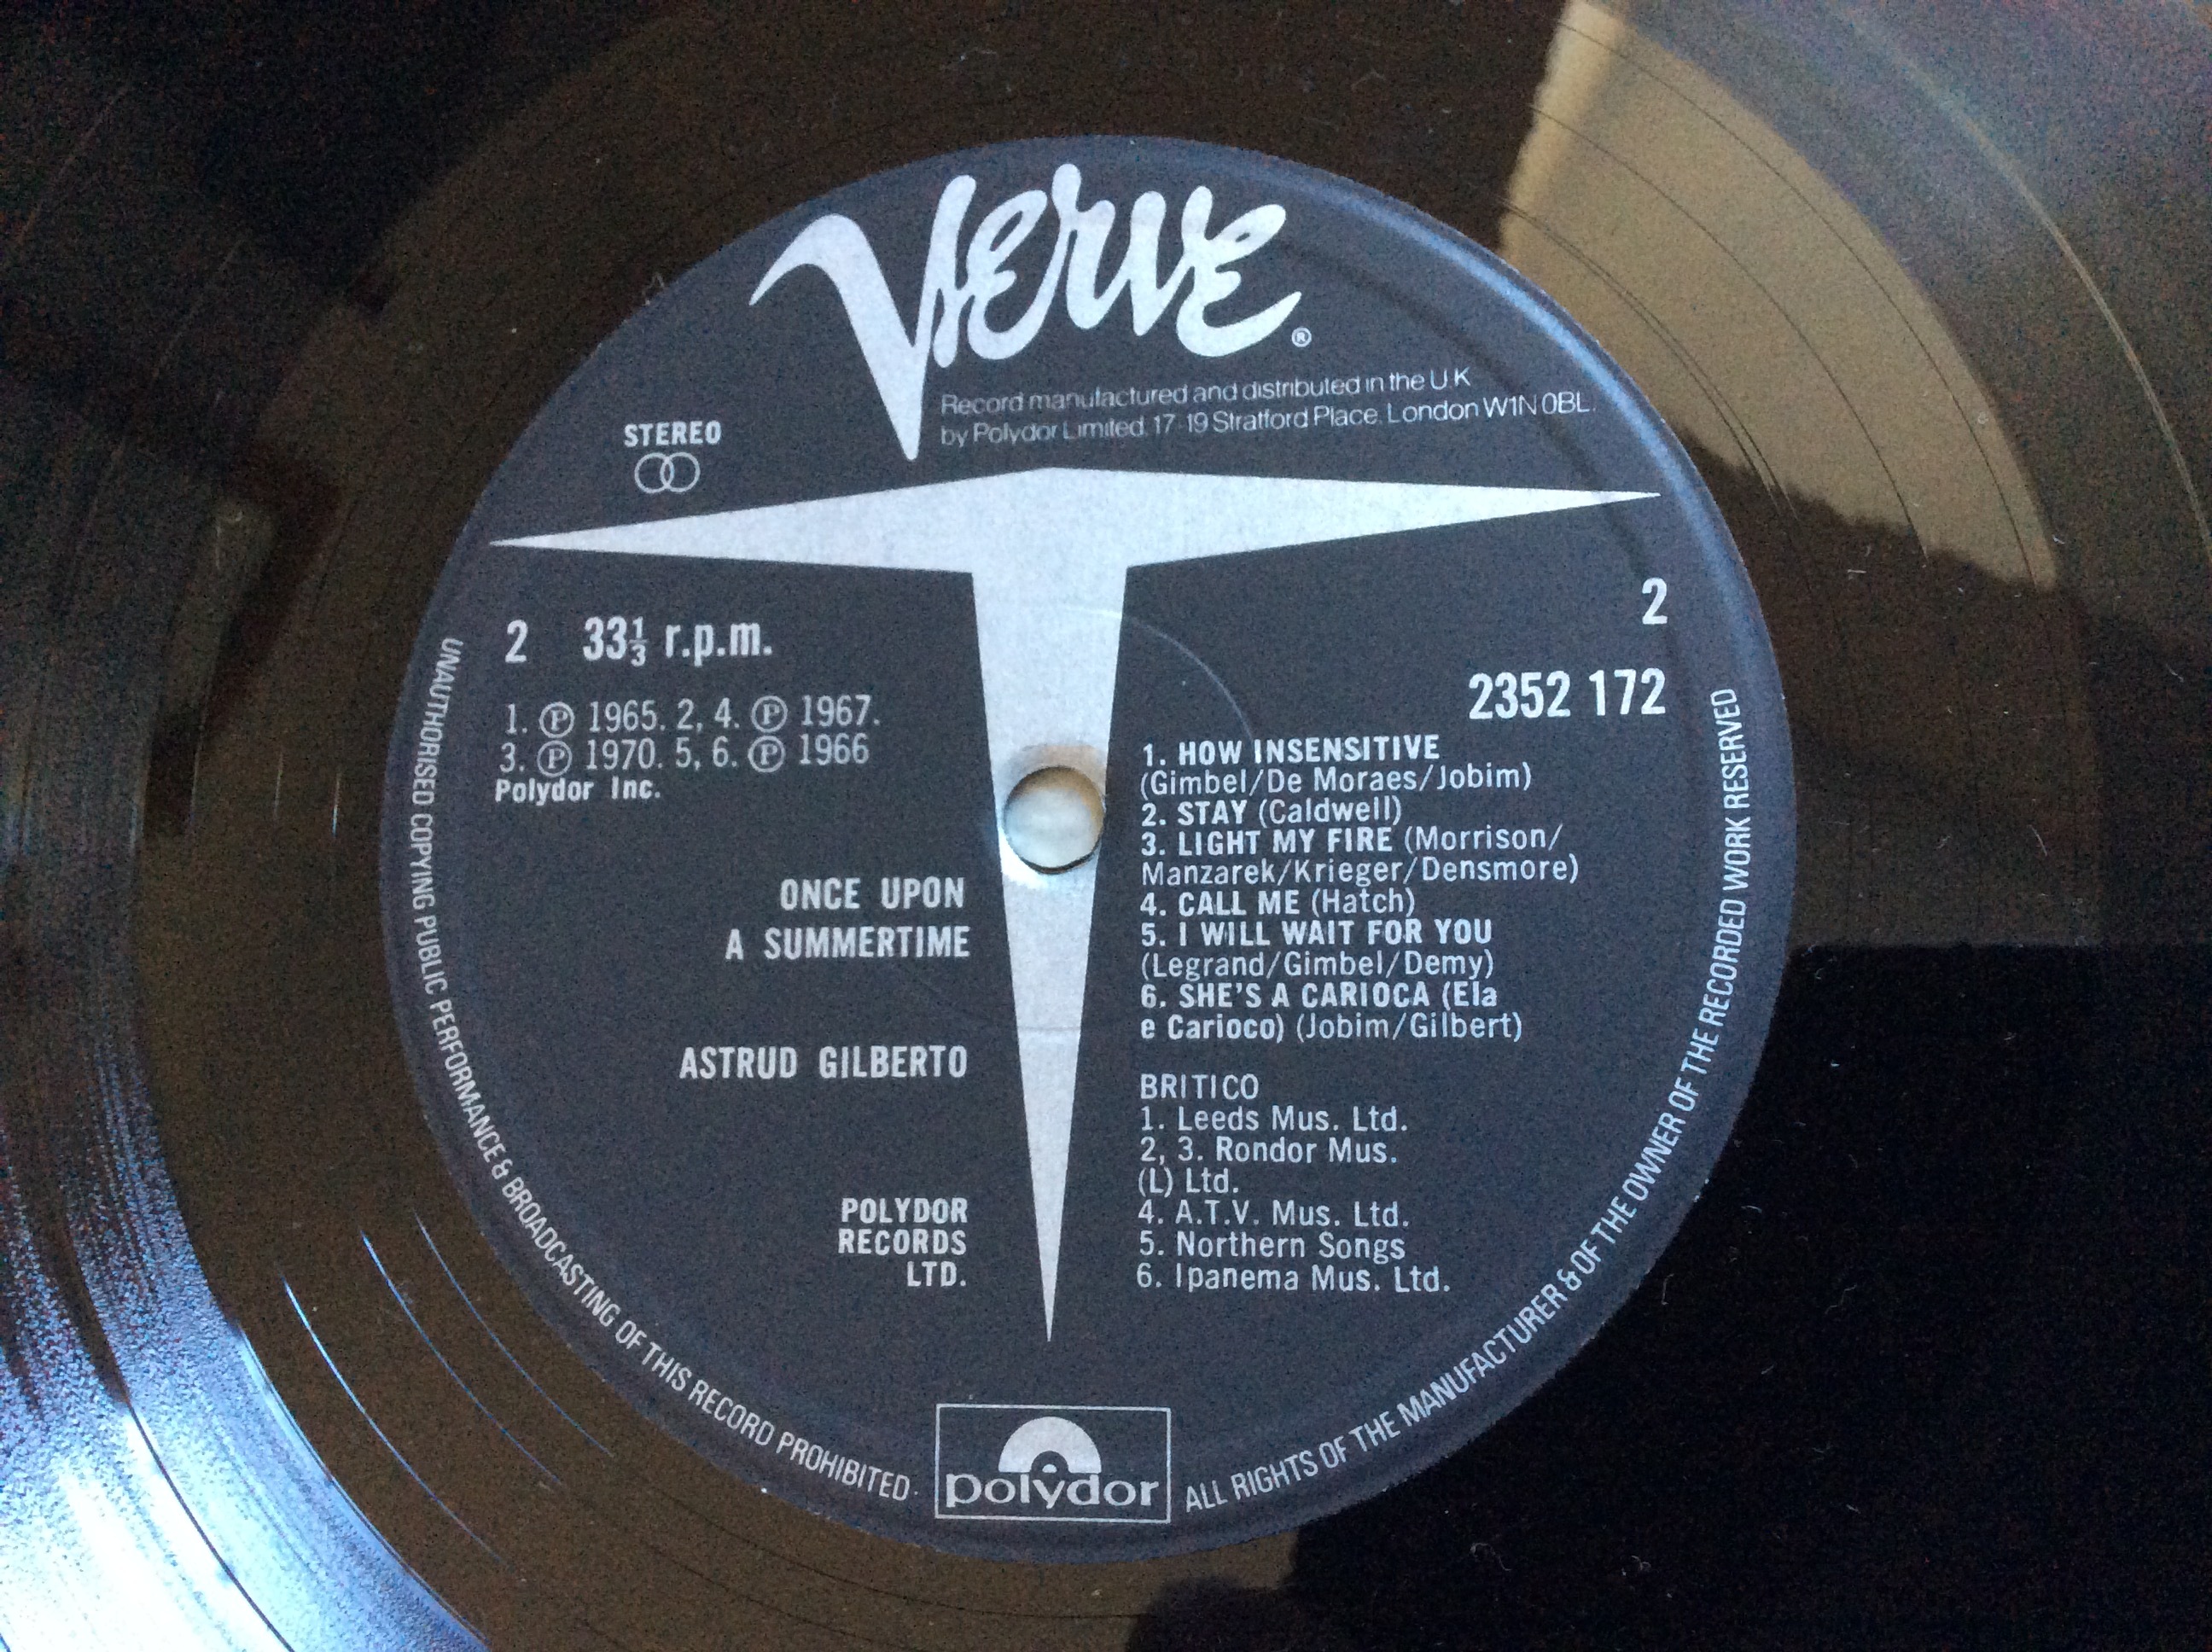 Verve®
Record manufactured and distributed in the U.K
by Polydor Limited. 17-19 Stratford Place. London W1N 0BL.
STEREO
2
2 33⅓ r.p.m.
1. ℗ 1965. 2, 4. ℗ 1967.
3. ℗ 1970. 5, 6. ℗ 1966
Polydor Inc.
ONCE UPON
A SUMMERTIME
ASTRUD GILBERTO
POLYDOR
RECORDS
LTD.
2352 172
1. HOW INSENSITIVE
(Gimbel/De Moraes/Jobim)
2. STAY (Caldwell)
3. LIGHT MY FIRE (Morrison/
Manzarek/Krieger/Densmore)
4. CALL ME (Hatch)
5. I WILL WAIT FOR YOU
(Legrand/Gimbel/Demy)
6. SHE'S A CARIOCA (Ela
e Carioco) (Jobim/Gilbert)
BRITICO
1. Leeds Mus. Ltd.
2, 3. Rondor Mus.
(L) Ltd.
4. A.T.V. Mus. Ltd.
5. Northern Songs
6. Ipanema Mus. Ltd.
UNAUTHORISED COPYING PUBLIC PERFORMANCE & BROADCASTING OF THIS RECORD PROHIBITED·
polydor
ALL RIGHTS OF THE MANUFACTURER & OF THE OWNER OF THE RECORDED WORK RESERVED